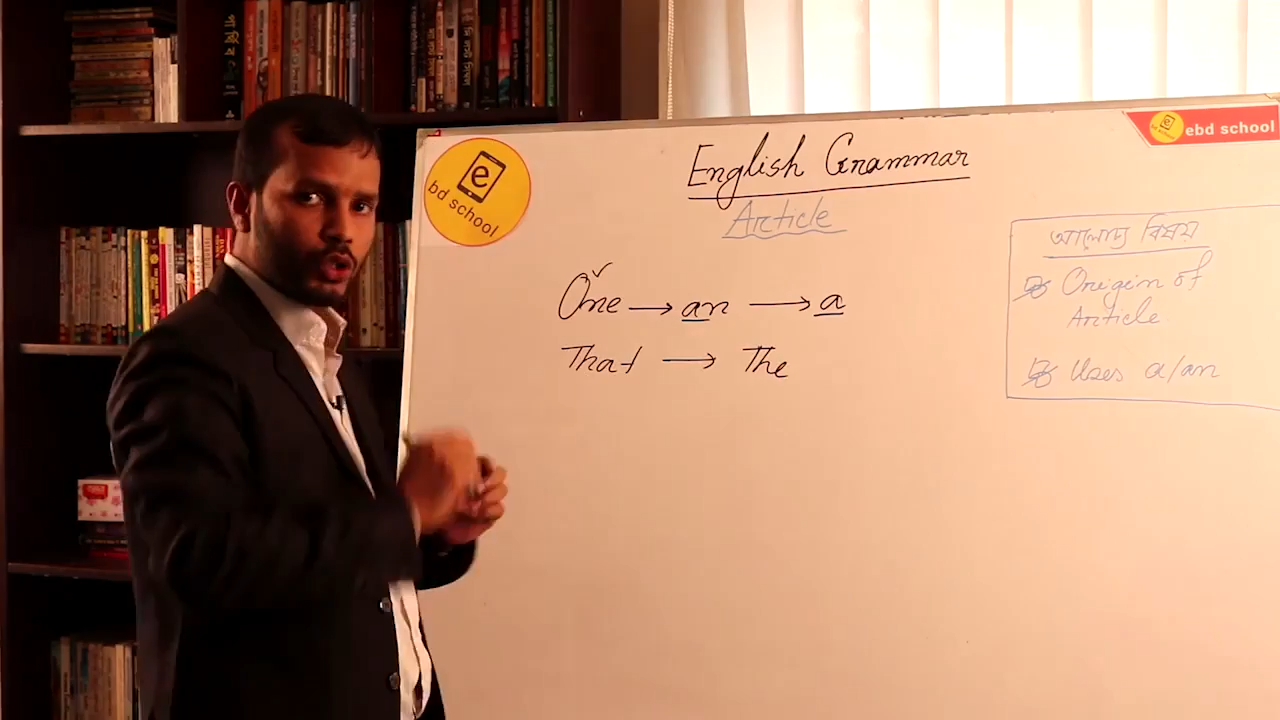 e
bd school
English Grammar
Article
One → an → a
That → The
ebd school
আলোচ্য বিষয়
Origin of
Article
Uses a/an